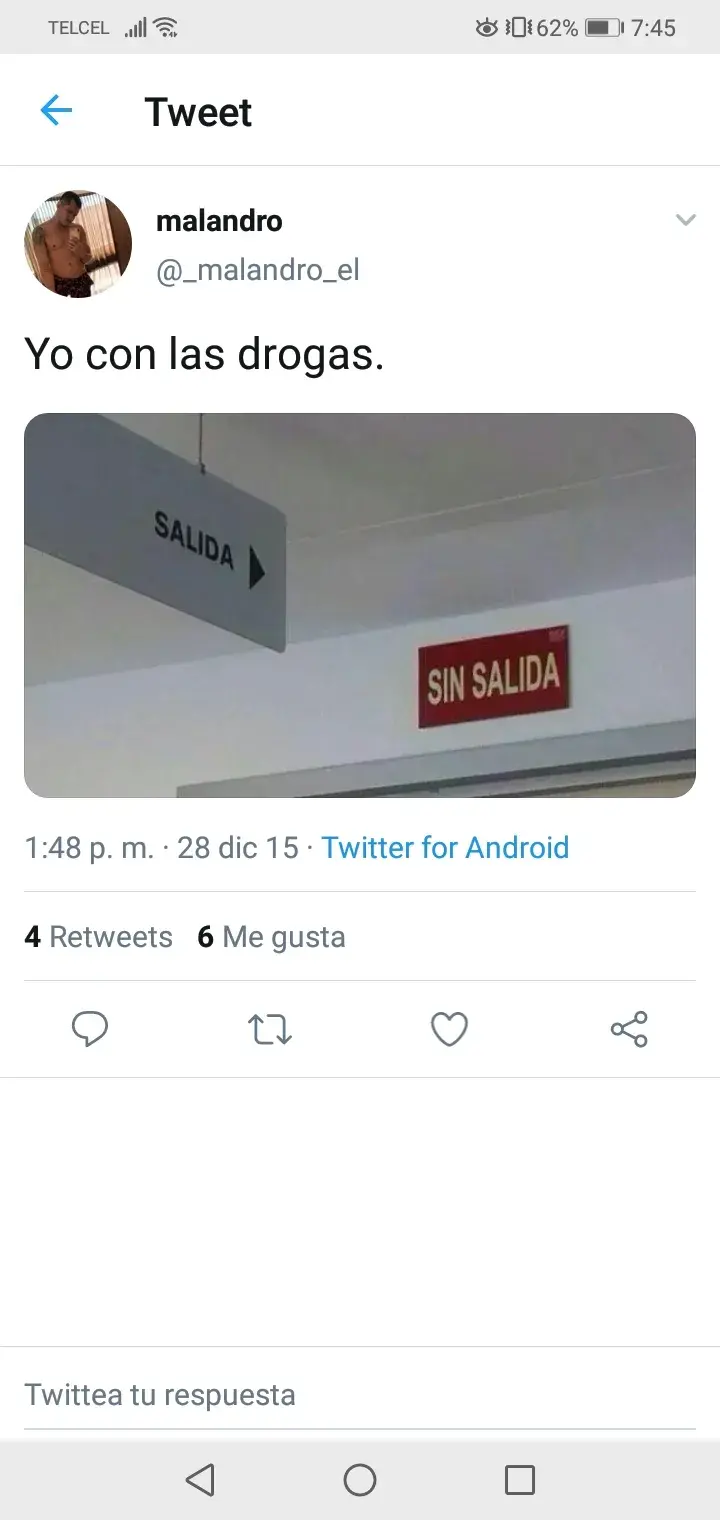 TELCEL 62% 7:45
Tweet
malandro
@_malandro_el
Yo con las drogas.
SALIDA
SIN SALIDA
1:48 p. m. · 28 dic 15 · Twitter for Android
4 Retweets 6 Me gusta
Twittea tu respuesta